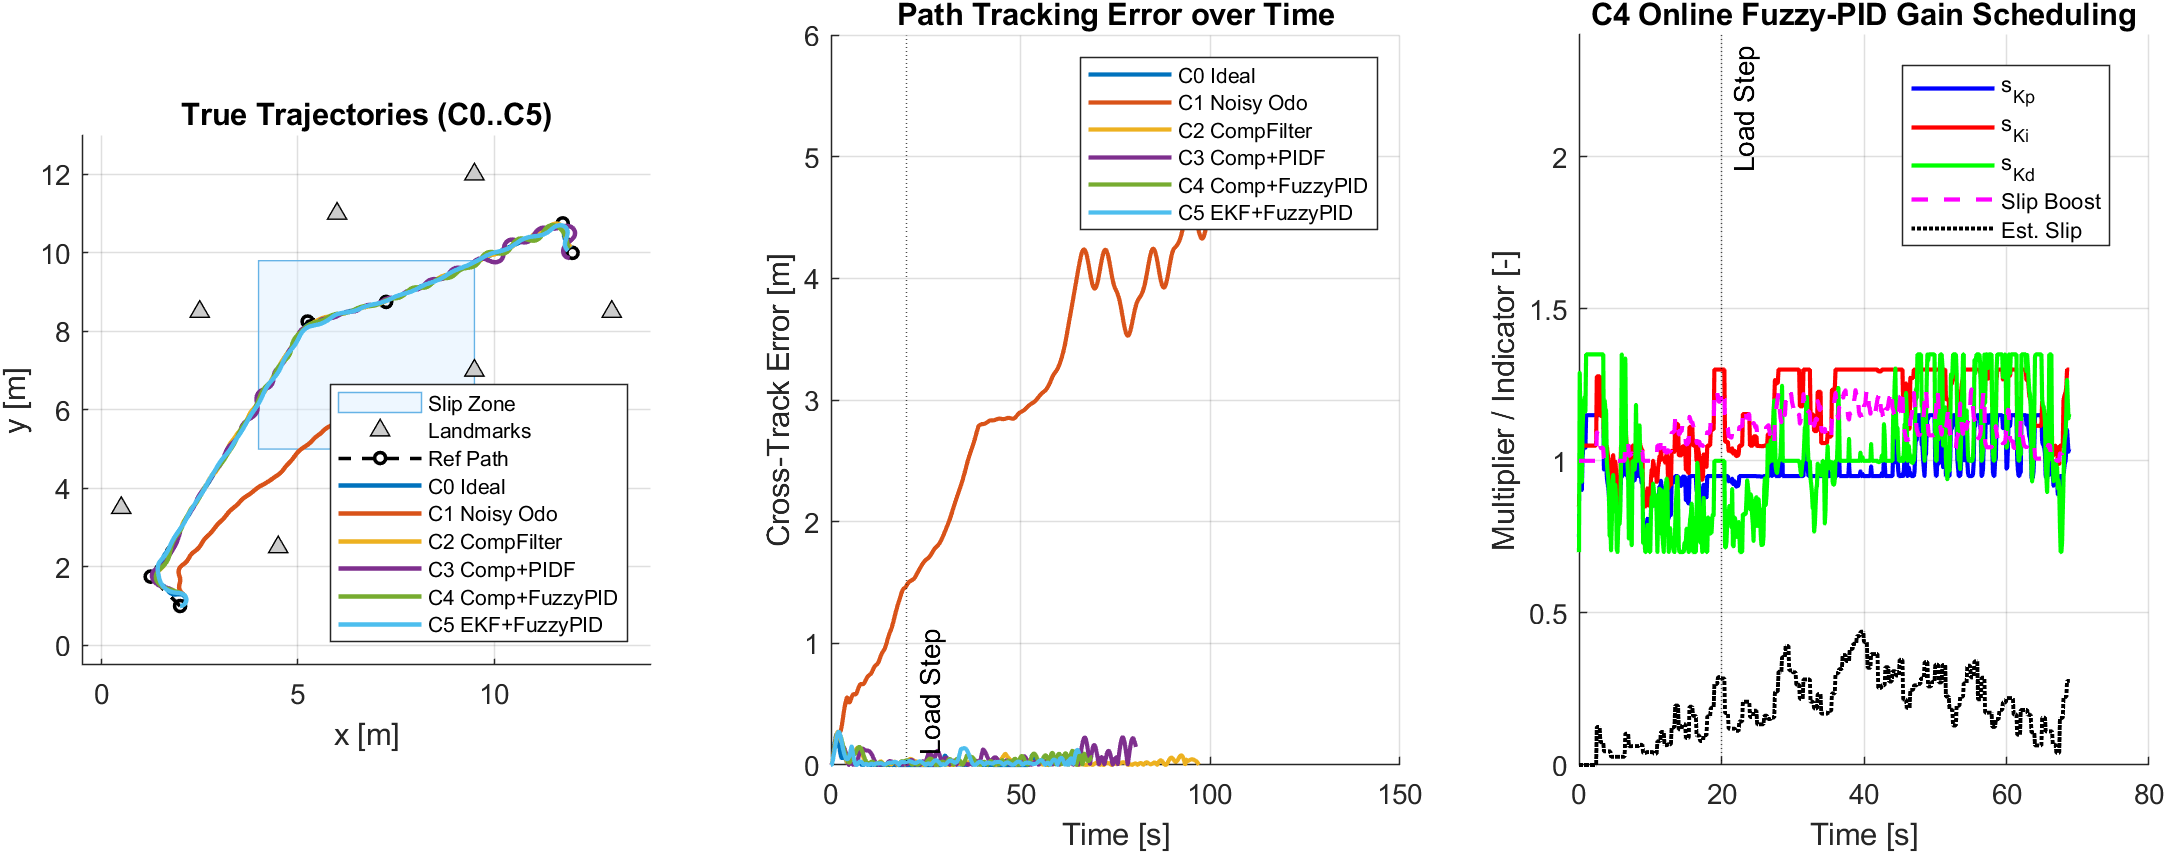 True Trajectories (C0..C5)
12
10
8
6
4
2
0
0
5
10
y [m]
x [m]
Slip Zone
Landmarks
Ref Path
C0 Ideal
C1 Noisy Odo
C2 CompFilter
C3 Comp+PIDF
C4 Comp+FuzzyPID
C5 EKF+FuzzyPID
Path Tracking Error over Time
6
5
4
3
2
1
0
0
50
100
150
Cross-Track Error [m]
Time [s]
Load Step
C0 Ideal
C1 Noisy Odo
C2 CompFilter
C3 Comp+PIDF
C4 Comp+FuzzyPID
C5 EKF+FuzzyPID
C4 Online Fuzzy-PID Gain Scheduling
2
1.5
1
0.5
0
0
20
40
60
80
Multiplier / Indicator [-]
Time [s]
Load Step
sKp
sKi
sKd
Slip Boost
Est. Slip